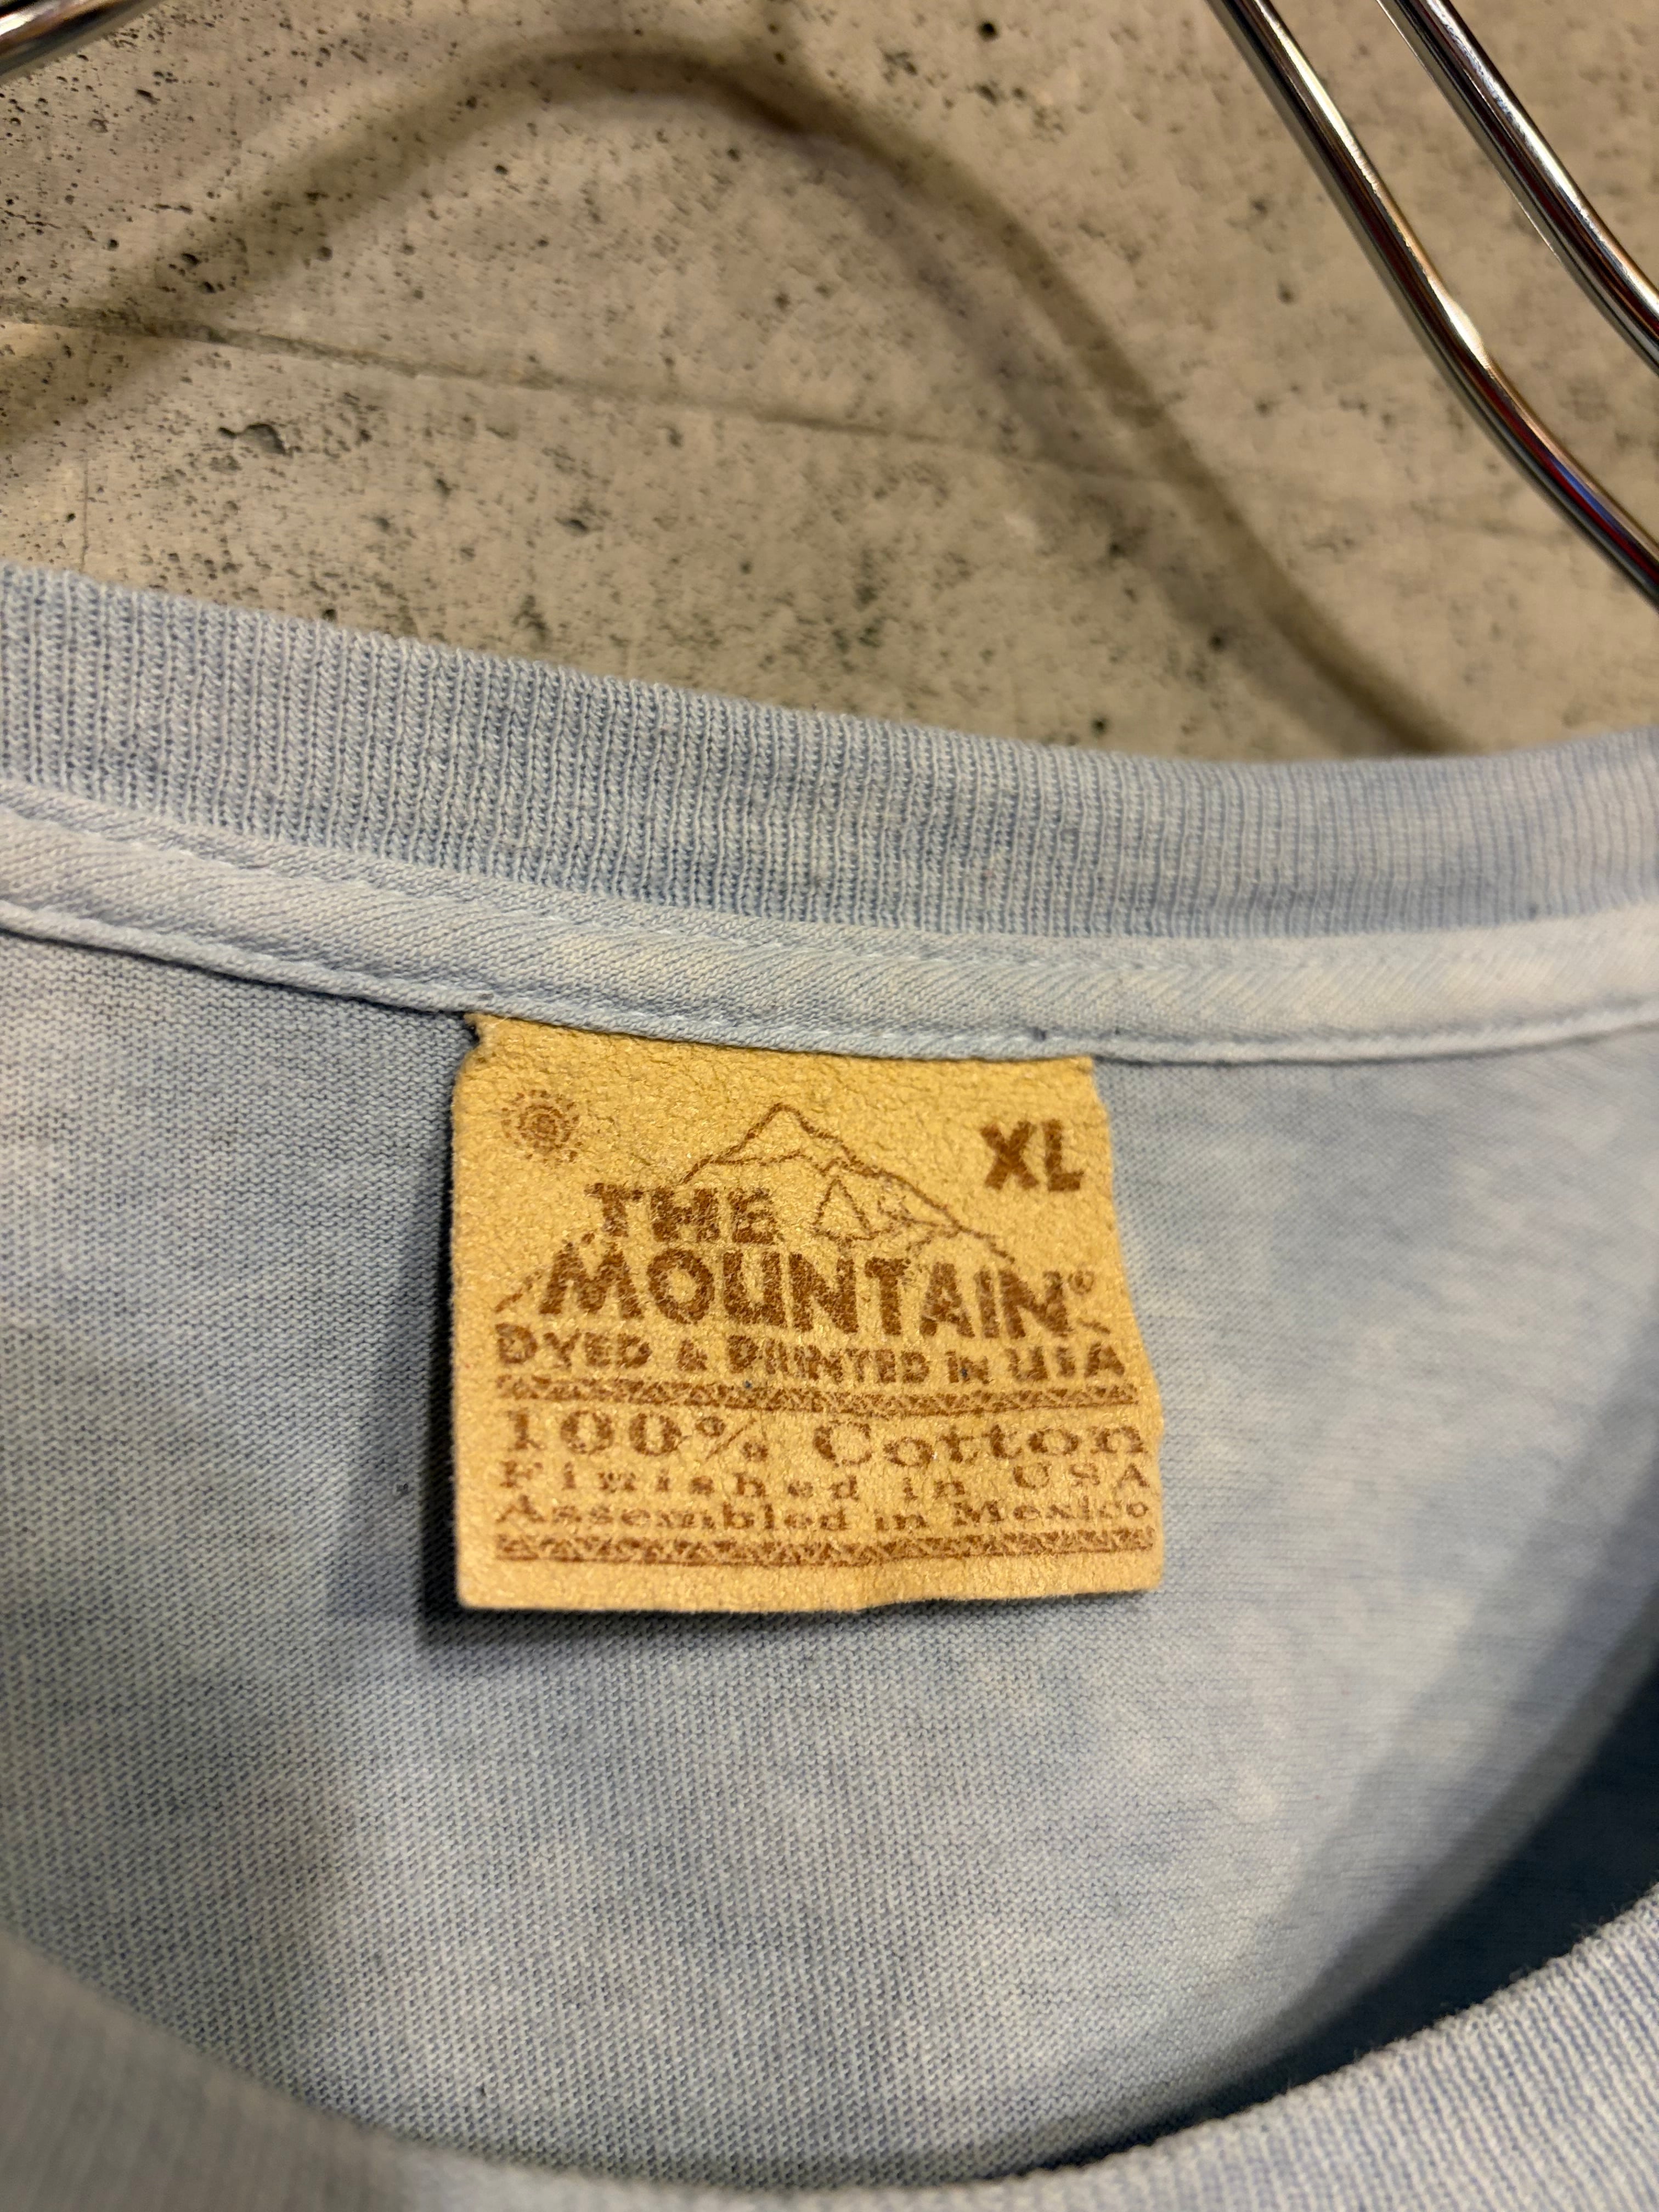 XL
THE
MOUNTAIN®
DYED & PRINTED IN USA
100% Cotton
Finished in USA
Assembled in Mexico